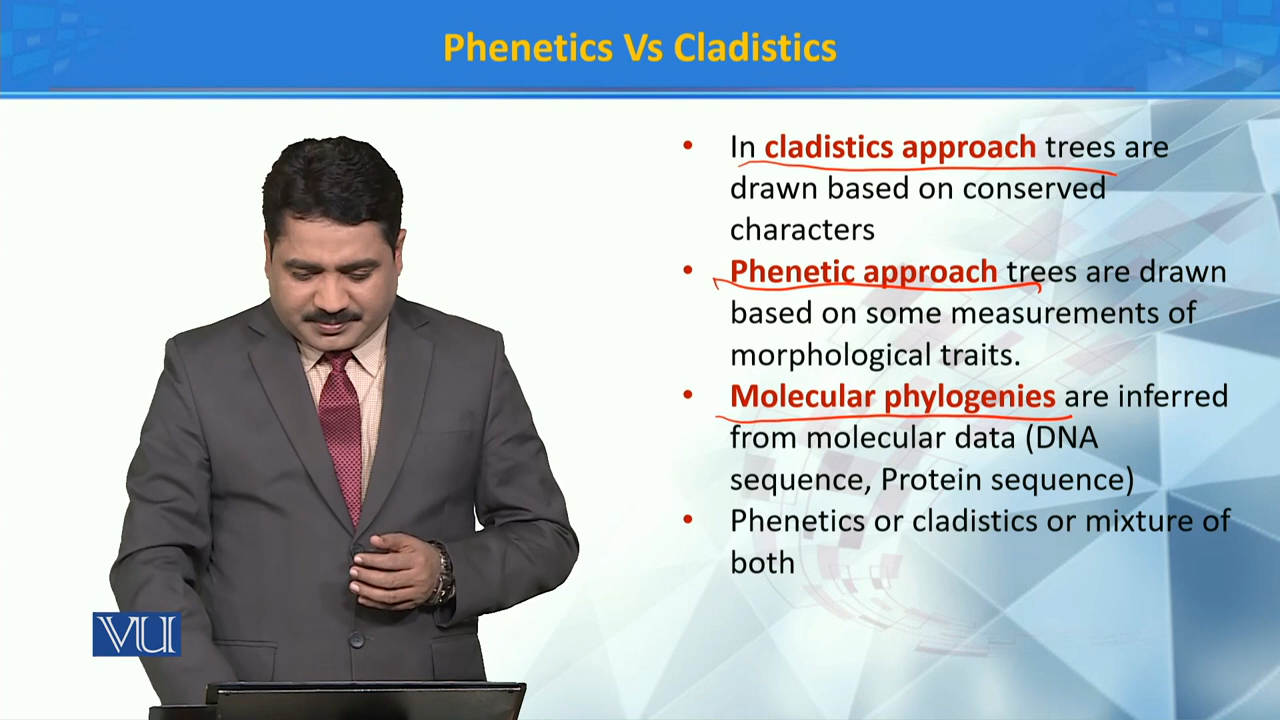 Phenetics Vs Cladistics
• In cladistics approach trees are
drawn based on conserved
characters
• Phenetic approach trees are drawn
based on some measurements of
morphological traits.
• Molecular phylogenies are inferred
from molecular data (DNA
sequence, Protein sequence)
• Phenetics or cladistics or mixture of
both
VU